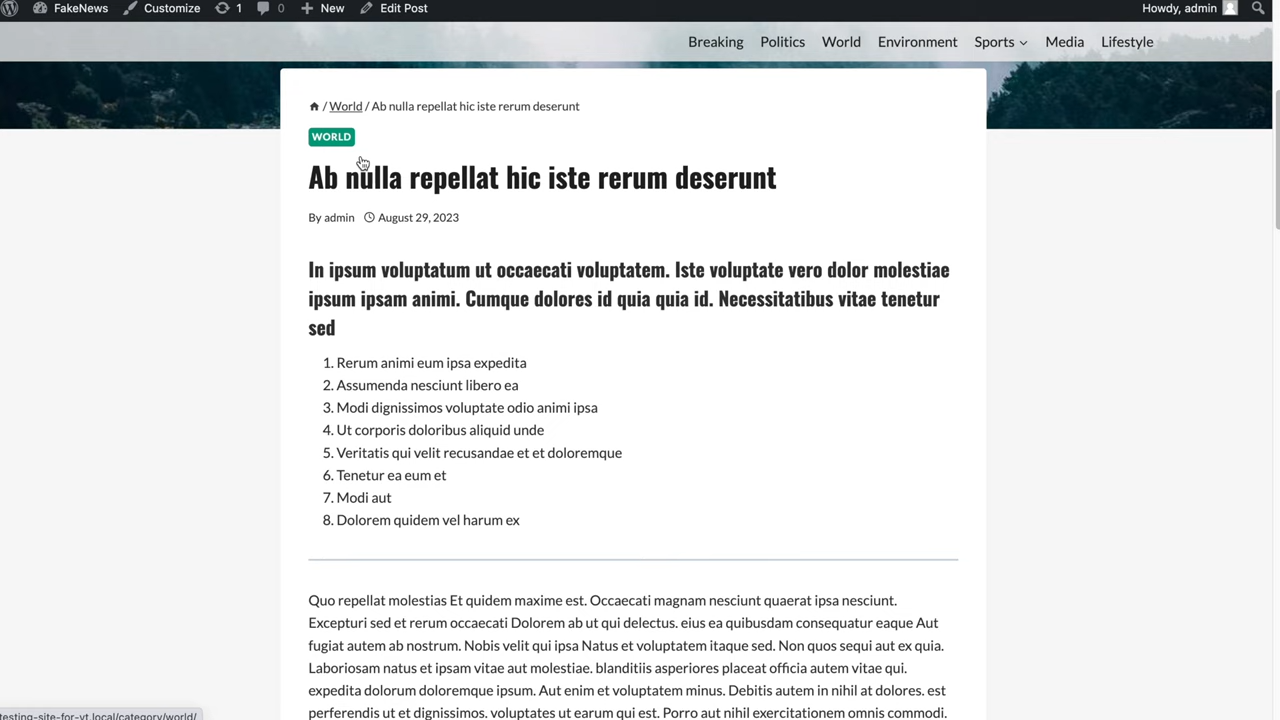 FakeNews Customize 1 0 New Edit Post Howdy, admin
Breaking Politics World Environment Sports Media Lifestyle
/ World / Ab nulla repellat hic iste rerum deserunt
WORLD
Ab nulla repellat hic iste rerum deserunt
By admin August 29, 2023
In ipsum voluptatum ut occaecati voluptatem. Iste voluptate vero dolor molestiae
ipsum ipsam animi. Cumque dolores id quia quia id. Necessitatibus vitae tenetur
sed
1. Rerum animi eum ipsa expedita
2. Assumenda nesciunt libero ea
3. Modi dignissimos voluptate odio animi ipsa
4. Ut corporis doloribus aliquid unde
5. Veritatis qui velit recusandae et et doloremque
6. Tenetur ea eum et
7. Modi aut
8. Dolorem quidem vel harum ex
Quo repellat molestias Et quidem maxime est. Occaecati magnam nesciunt quaerat ipsa nesciunt.
Excepturi sed et rerum occaecati Dolorem ab ut qui delectus. eius ea quibusdam consequatur eaque Aut
fugiat autem ab nostrum. Nobis velit qui ipsa Natus et voluptatem itaque sed. Non quos sequi aut ex quia.
Laboriosam natus et ipsam vitae aut molestiae. blanditiis asperiores placeat officia autem vitae qui.
expedita dolorum doloremque ipsum. Aut enim et voluptatem minus. Debitis autem in nihil at dolores. est
perferendis ut et dignissimos. voluptates ut earum qui est. Porro aut nihil exercitationem omnis commodi.
testing-site-for-yt.local/category/world/